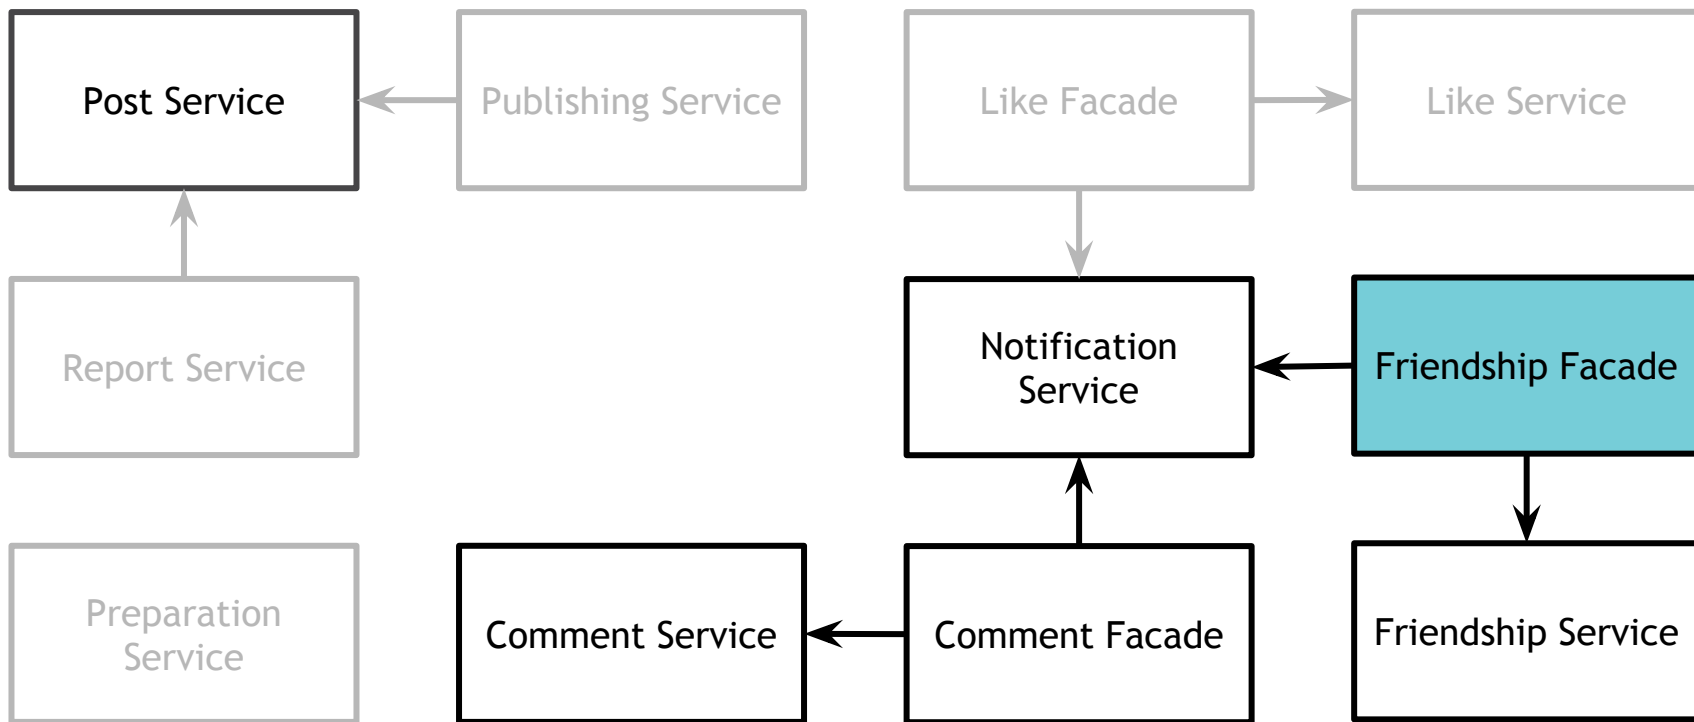 Post Service
Publishing Service
Like Facade
Like Service
Report Service
Notification
Service
Friendship Facade
Preparation
Service
Comment Service
Comment Facade
Friendship Service